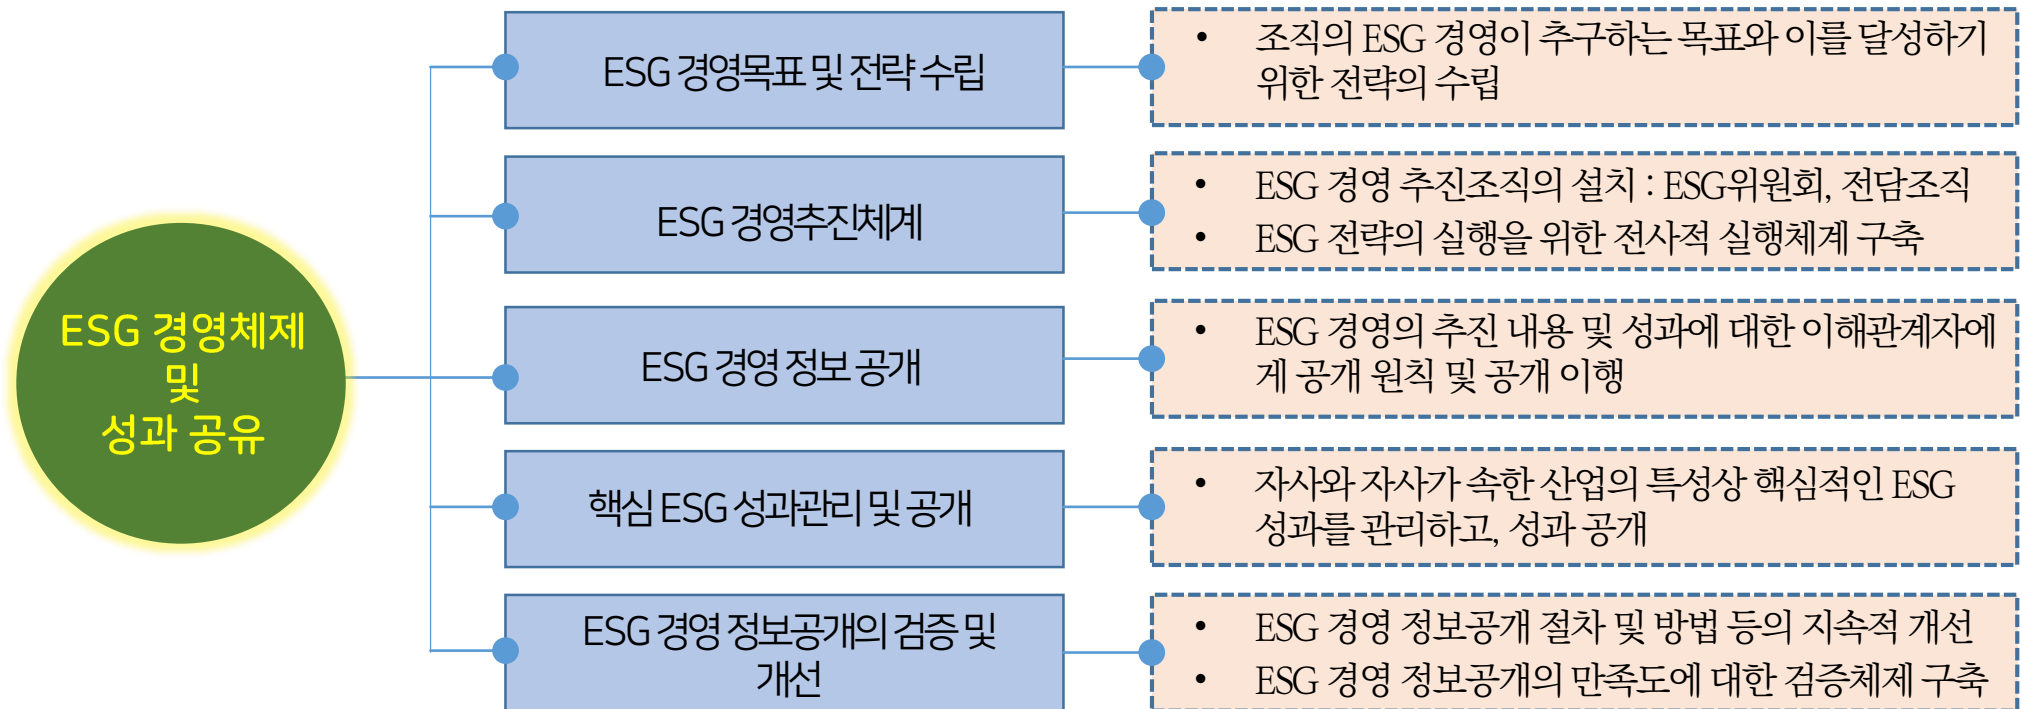 ESG 경영체제
및
성과 공유
ESG 경영목표 및 전략 수립
• 조직의 ESG 경영이 추구하는 목표와 이를 달성하기
위한 전략의 수립
ESG 경영추진체계
• ESG 경영 추진조직의 설치 : ESG위원회, 전담조직
• ESG 전략의 실행을 위한 전사적 실행체계 구축
ESG 경영 정보 공개
• ESG 경영의 추진 내용 및 성과에 대한 이해관계자에
게 공개 원칙 및 공개 이행
핵심 ESG 성과관리 및 공개
• 자사와 자사가 속한 산업의 특성상 핵심적인 ESG
성과를 관리하고, 성과 공개
ESG 경영 정보공개의 검증 및
개선
• ESG 경영 정보공개 절차 및 방법 등의 지속적 개선
• ESG 경영 정보공개의 만족도에 대한 검증체제 구축